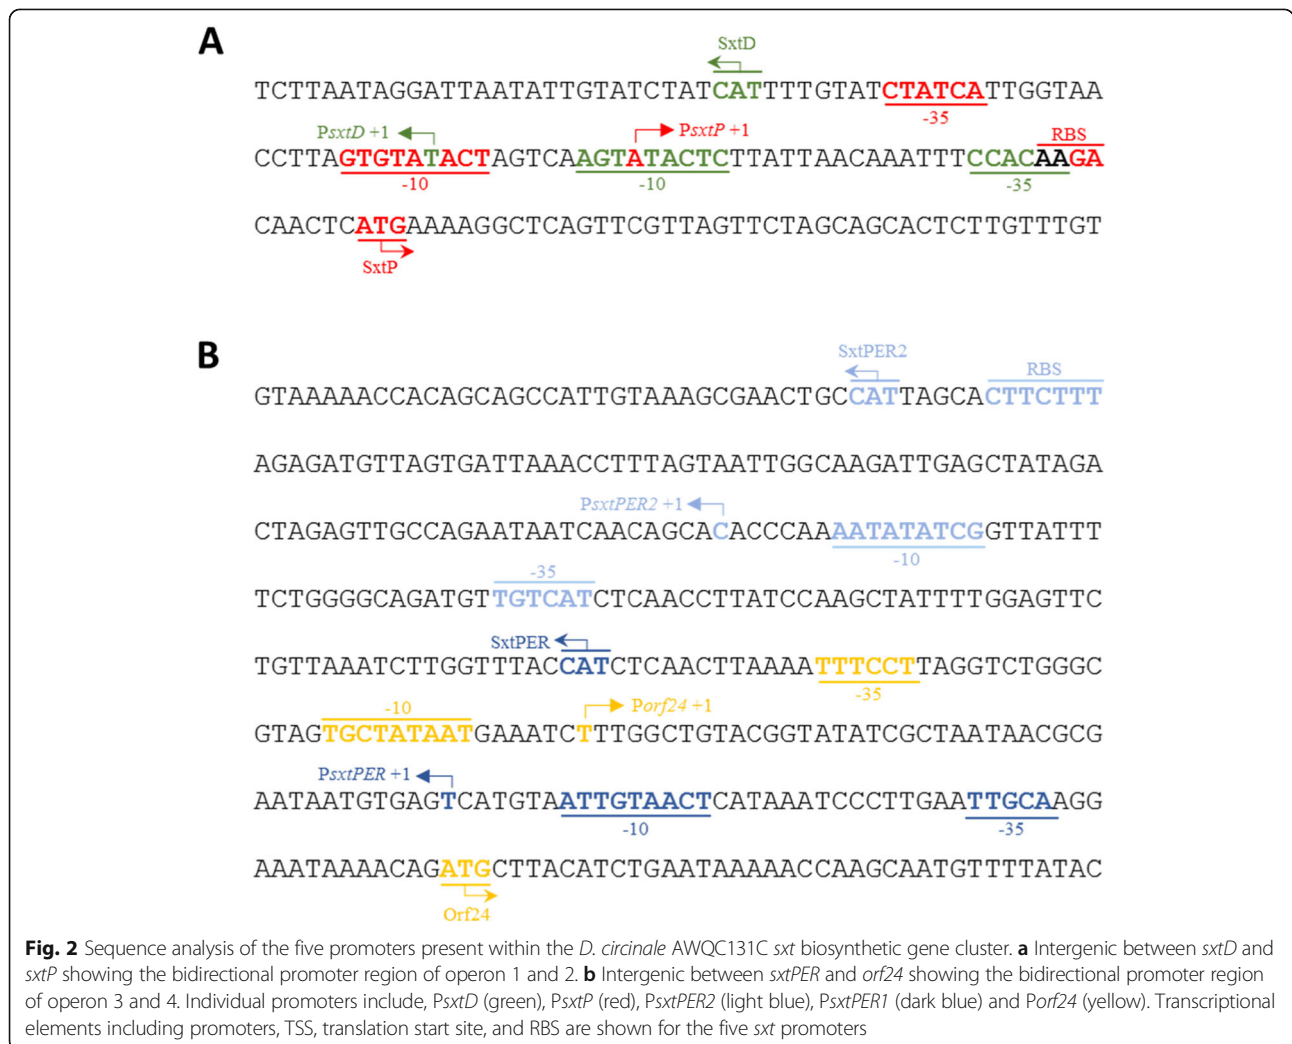 A
SxtD
TCTTAATAGGATTAATATTGTATCTATCATTTTGTATCTATCATTGGTAA
-35
PsxtD +1 PsxtP +1 RBS
CCTTAGTGTATACTAGTCAAGTATACTCTTATTAACAAATTTCCACAAGA
-10 -10 -35
CAACTCATGAAAAGGCTCAGTTCGTTAGTTCTAGCAGCACTCTTGTTTGT
SxtP
B
SxtPER2 RBS
GTAAAAACCACAGCAGCCATTGTAAAGCGAACTGCCATTAGCACTTCTTT
AGAGATGTTAGTGATTAAACCTTTAGTAATTGGCAAGATTGAGCTATAGA
PsxtPER2 +1
CTAGAGTTGCCAGAATAATCAACAGCACACCCAAAATATATCGGTTATTT
-10
-35
TCTGGGGCAGATGTTGTCATCTCAACCTTATCCAAGCTATTTTGGAGTTC
SxtPER
TGTTAAATCTTGGTTTACCATCTCAACTTAAAATTTCCTTAGGTCTGGGC
-35
-10 Porf24 +1
GTAGTGCTATAATGAAATCTTTGGCTGTACGGTATATCGCTAATAACGCG
PsxtPER +1
AATAATGTGAGTCATGTAATTGTAACTCATAAATCCCTTGAATTGCAAGG
-10 -35
AAATAAAACAGATGCTTACATCTGAATAAAAACCAAGCAATGTTTTATAC
Orf24
Fig. 2 Sequence analysis of the five promoters present within the D. circinale AWQC131C sxt biosynthetic gene cluster. a Intergenic between sxtD and
sxtP showing the bidirectional promoter region of operon 1 and 2. b Intergenic between sxtPER and orf24 showing the bidirectional promoter region
of operon 3 and 4. Individual promoters include, PsxtD (green), PsxtP (red), PsxtPER2 (light blue), PsxtPER1 (dark blue) and Porf24 (yellow). Transcriptional
elements including promoters, TSS, translation start site, and RBS are shown for the five sxt promoters